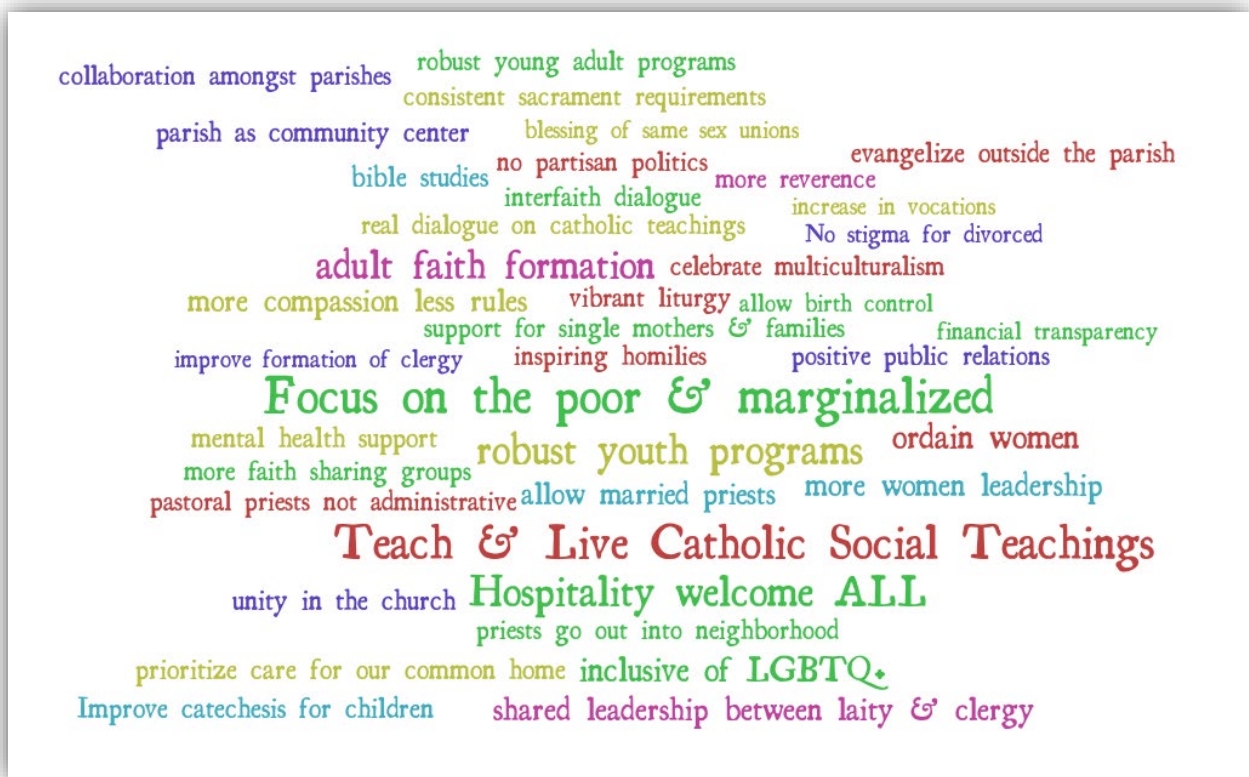 collaboration amongst parishes
robust young adult programs
consistent sacrament requirements
parish as community center
blessing of same sex unions
no partisan politics
evangelize outside the parish
bible studies
more reverence
interfaith dialogue
increase in vocations
real dialogue on catholic teachings
No stigma for divorced
adult faith formation
celebrate multiculturalism
more compassion less rules
vibrant liturgy
allow birth control
support for single mothers & families
financial transparency
improve formation of clergy
inspiring homilies
positive public relations
Focus on the poor & marginalized
mental health support
robust youth programs
ordain women
more faith sharing groups
pastoral priests not administrative
allow married priests
more women leadership
Teach & Live Catholic Social Teachings
unity in the church
Hospitality welcome ALL
priests go out into neighborhood
prioritize care for our common home
inclusive of LGBTQ+
Improve catechesis for children
shared leadership between laity & clergy